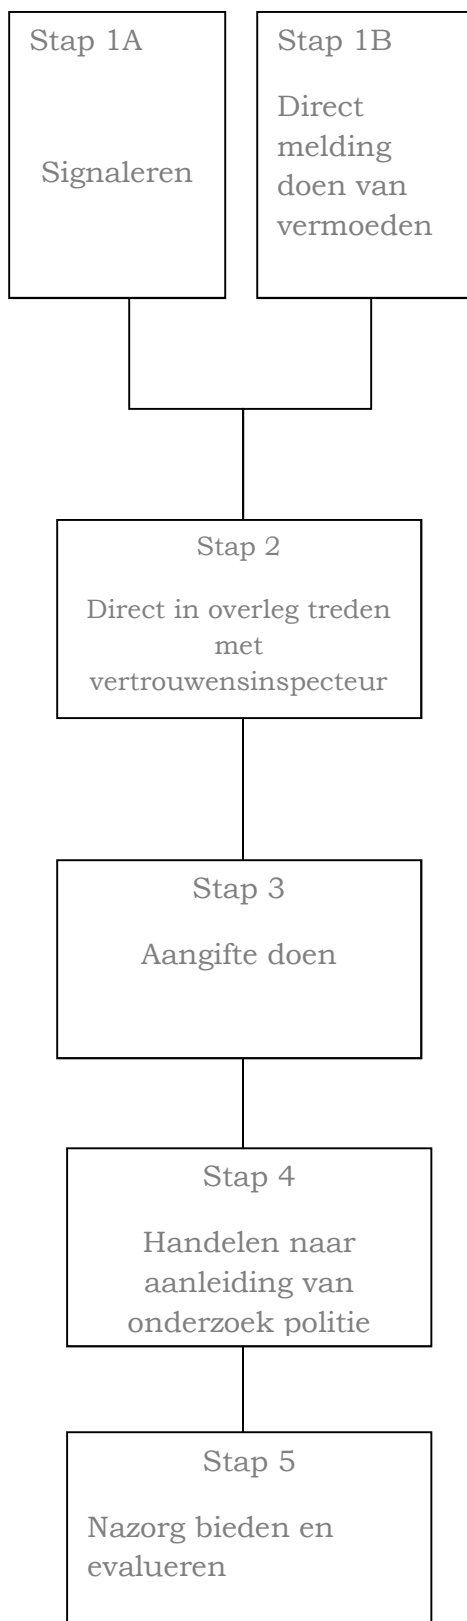 Stap 1A
Signaleren
Stap 1B
Direct
melding
doen van
vermoeden
Stap 2
Direct in overleg treden
met
vertrouwensinspecteur
Stap 3
Aangifte doen
Stap 4
Handelen naar
aanleiding van
onderzoek politie
Stap 5
Nazorg bieden en
evalueren